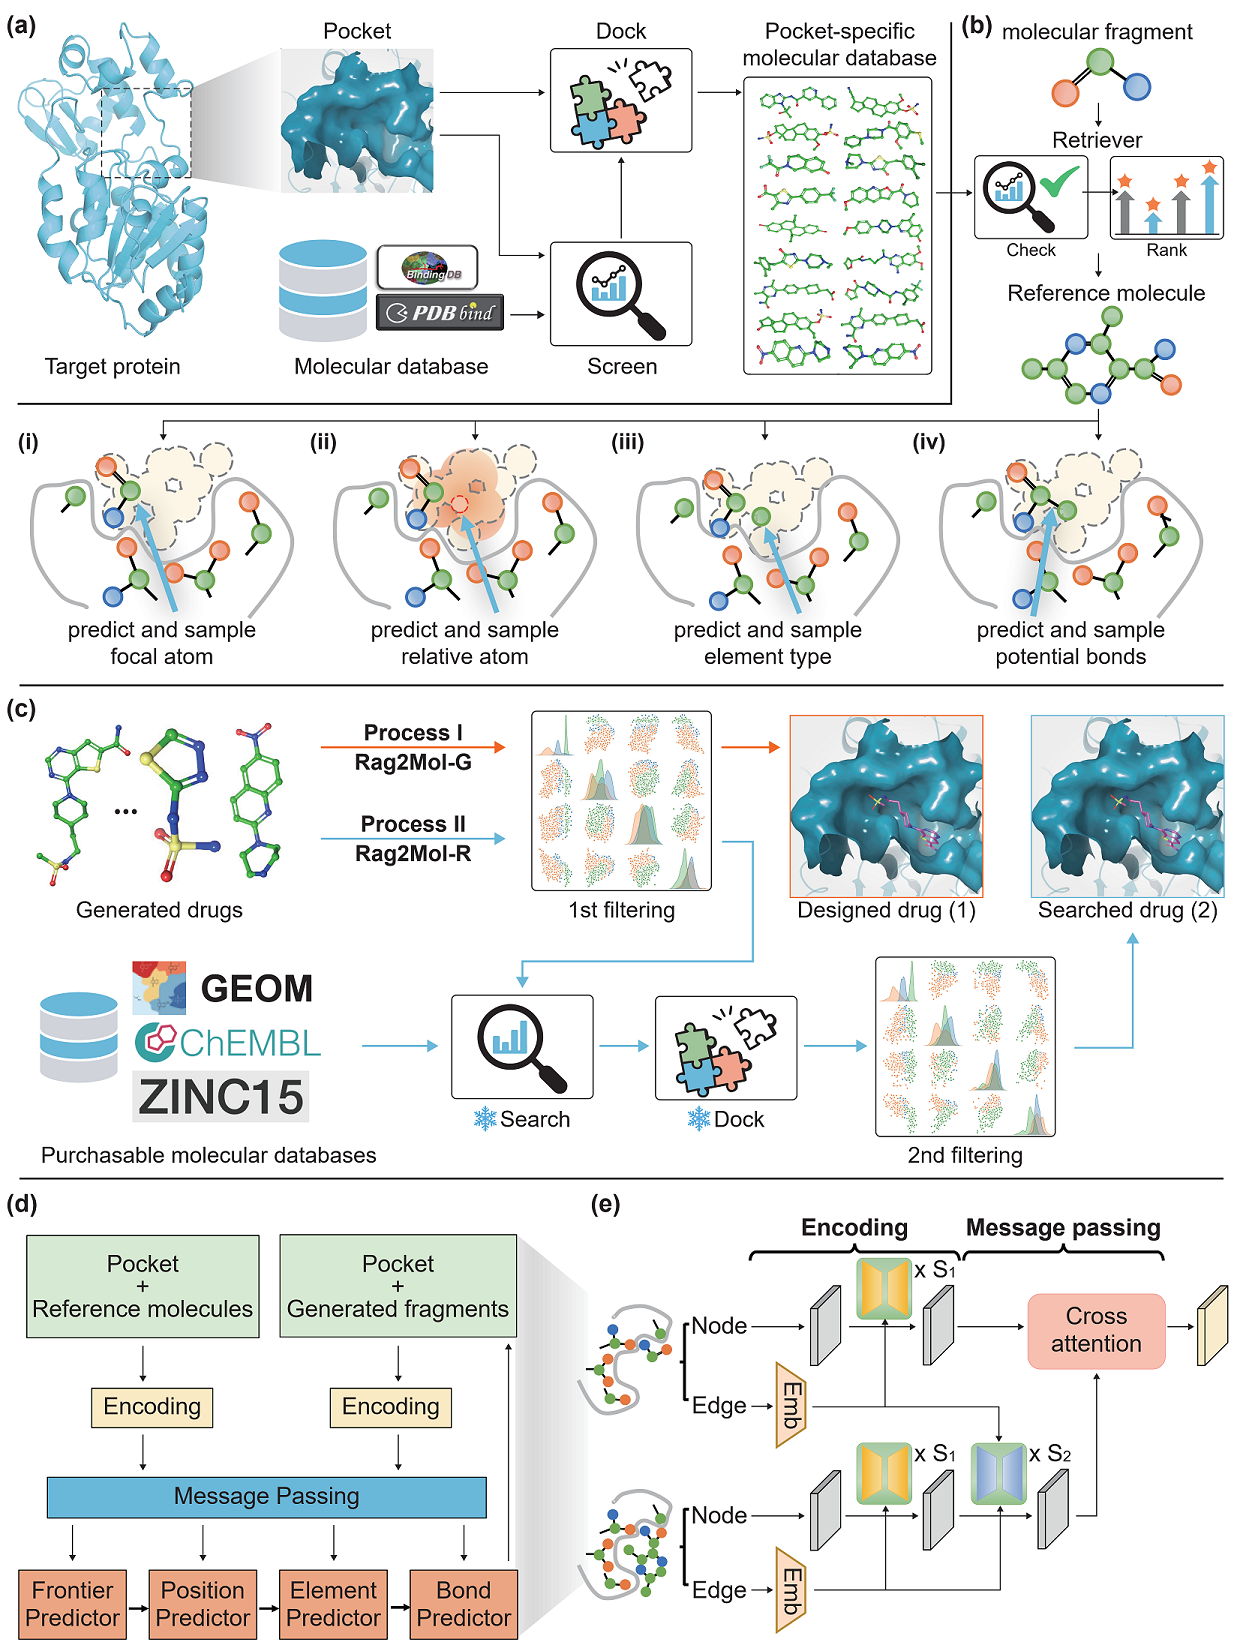 (a)
Pocket
Dock
Pocket-specific
molecular database
Binding DB
PDB bind
Target protein
Molecular database
Screen
(b)
molecular fragment
Retriever
Check
Rank
Reference molecule
(i)
(ii)
(iii)
(iv)
predict and sample
focal atom
predict and sample
relative atom
predict and sample
element type
predict and sample
potential bonds
(c)
...
Generated drugs
Process I
Rag2Mol-G
Process II
Rag2Mol-R
1st filtering
Designed drug (1)
Searched drug (2)
GEOM
ChEMBL
ZINC15
Purchasable molecular databases
Search
Dock
2nd filtering
(d)
Pocket
+
Reference molecules
Pocket
+
Generated fragments
Encoding
Encoding
Message Passing
Frontier
Predictor
Position
Predictor
Element
Predictor
Bond
Predictor
(e)
Encoding
Message passing
x S1
Node
Edge
Emb
Cross
attention
x S1
x S2
Node
Edge
Emb